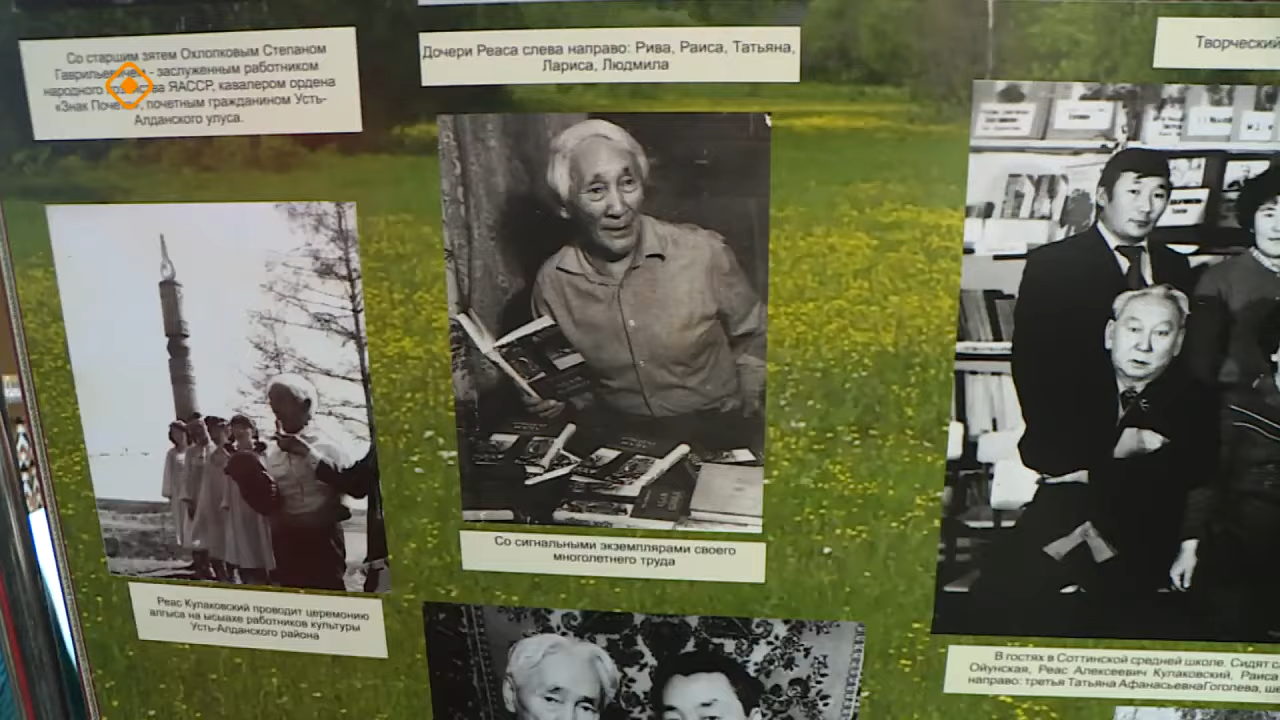 Со старшим зятем Охлопковым Степаном
Гаврильевичем - заслуженным работником
народного хозяйства ЯАССР, кавалером ордена
«Знак Почета», почетным гражданином Усть-
Алданского улуса.
Дочери Реаса слева направо: Рива, Раиса, Татьяна,
Лариса, Людмила
Творческий
Реас Кулаковский проводит церемонию
алгыса на ысыахе работников культуры
Усть-Алданского района
Со сигнальными экземплярами своего
многолетнего труда
В гостях в Соттинской средней школе. Сидят
Ойунская, Реас Алексеевич Кулаковский, Раиса
направо: третья Татьяна АфанасьевнаГоголева,